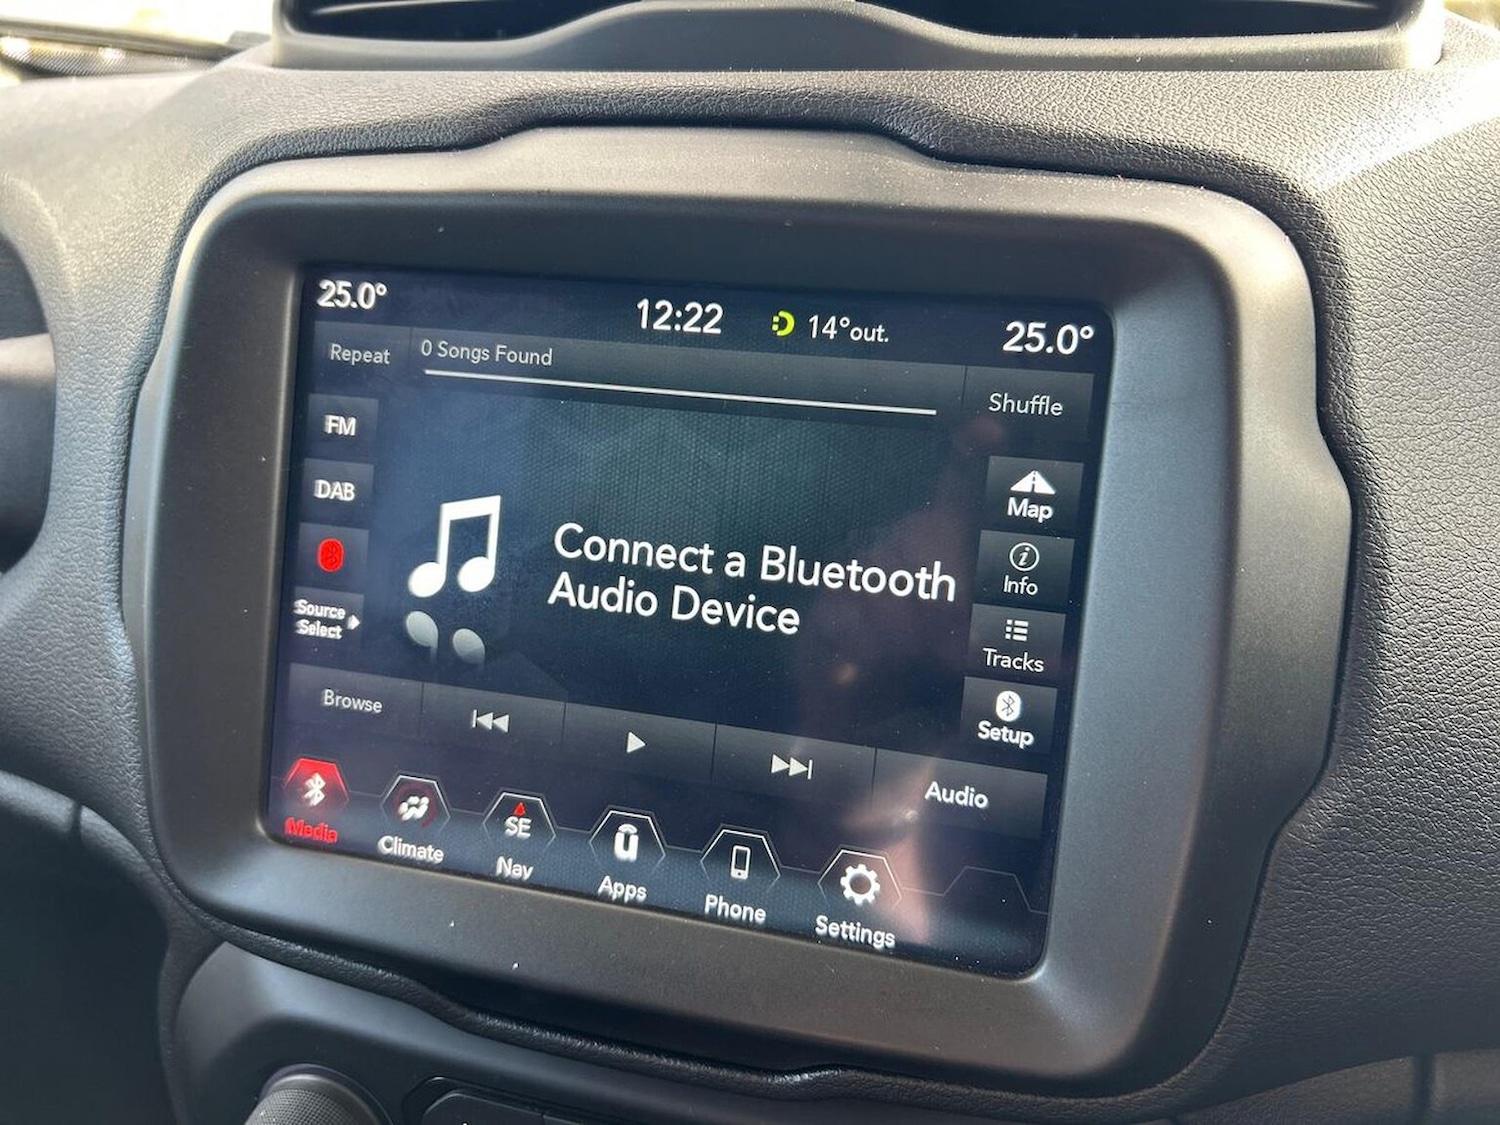 25.0°
12:22
14°out.
25.0°
Repeat
0 Songs Found
Shuffle
FM
DAB
Source
Select
Connect a Bluetooth
Audio Device
Map
Info
Tracks
Setup
Browse
Audio
Media
Climate
SE
Nav
Apps
Phone
Settings